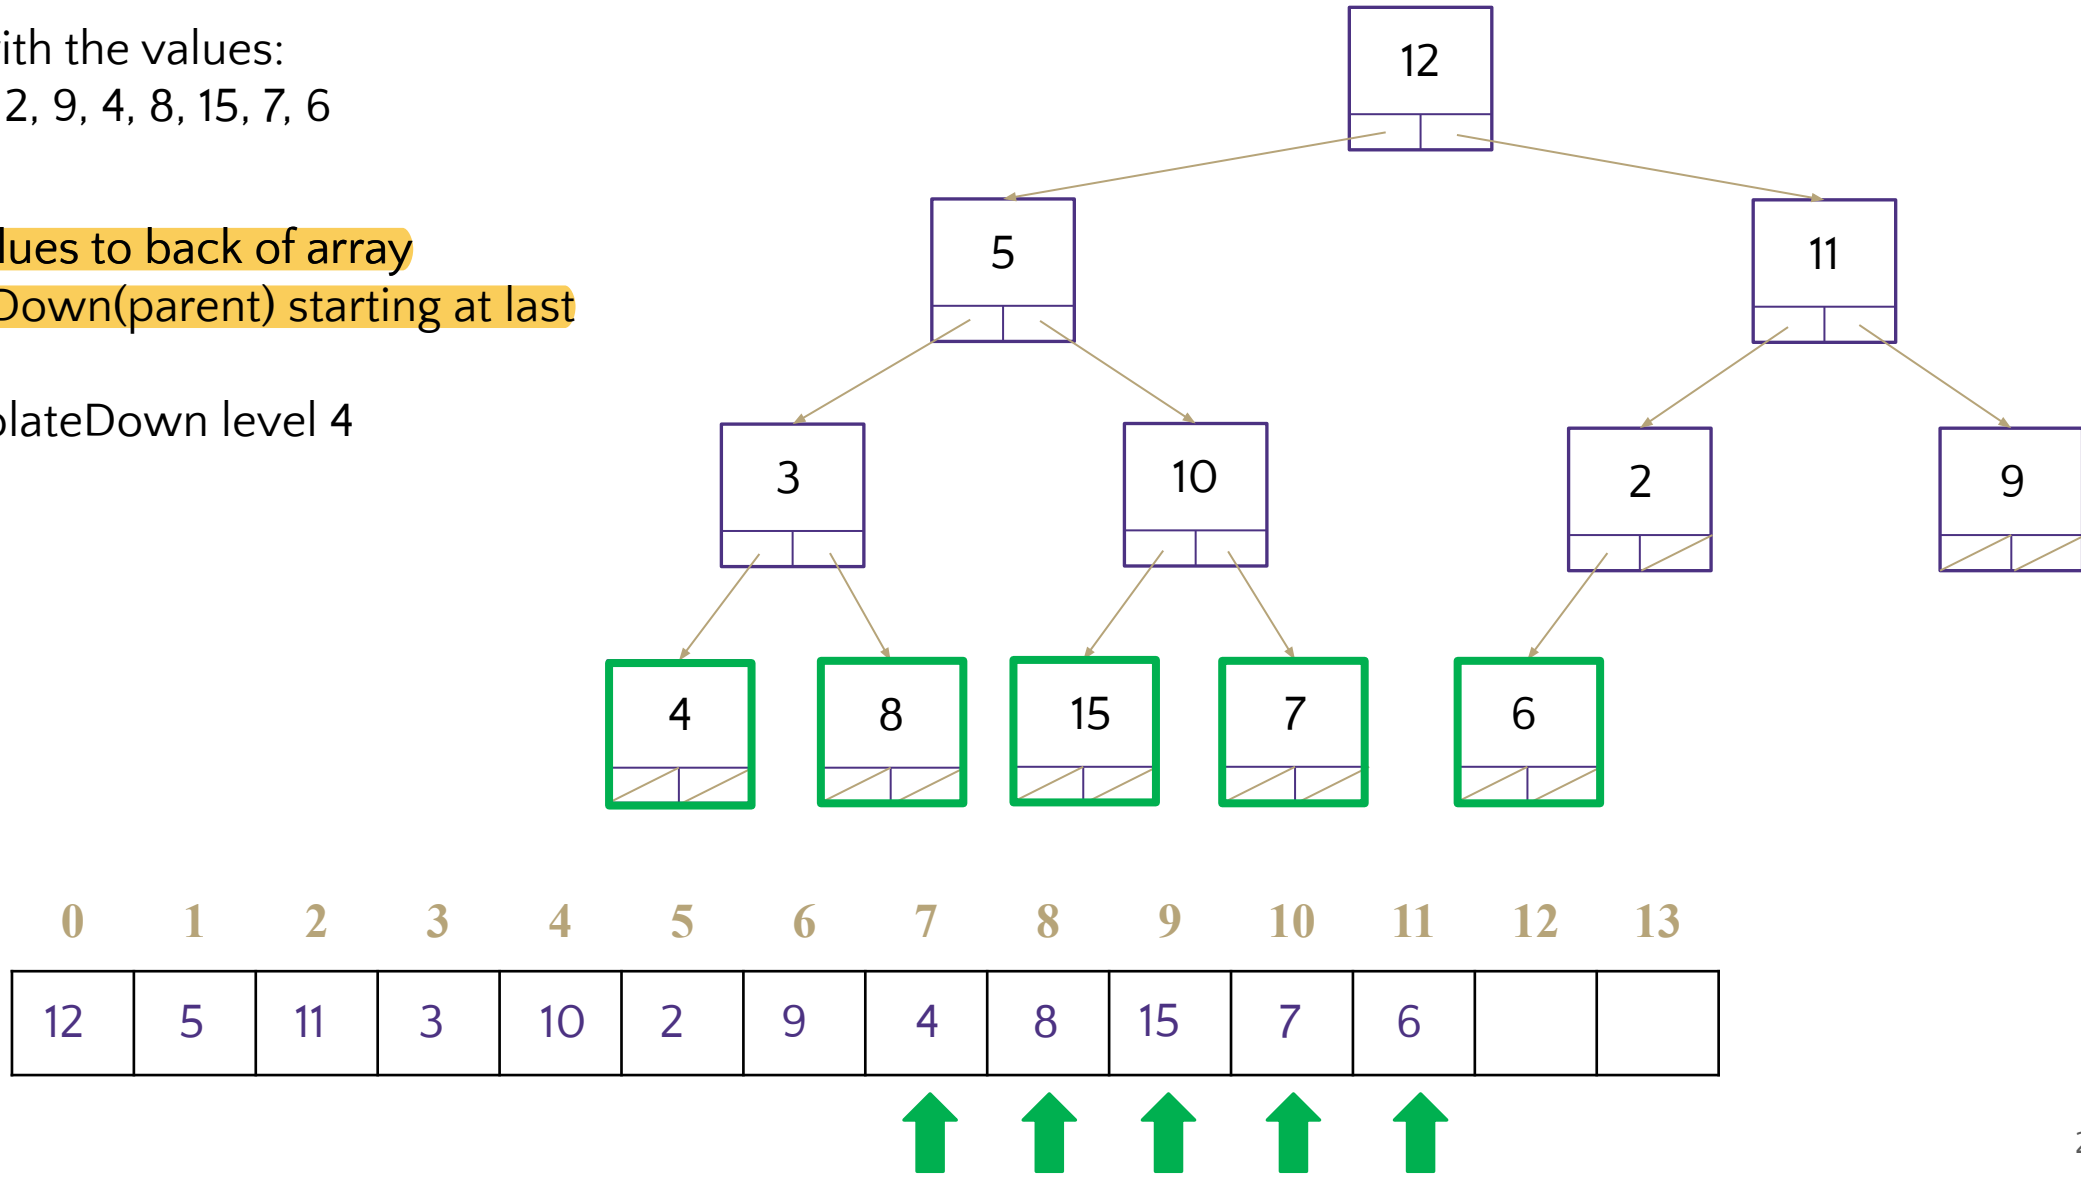 ith the values:
2, 9, 4, 8, 15, 7, 6
lues to back of array
Down(parent) starting at last
lateDown level 4
12
5 11
3 10 2 9
4 8 15 7 6
0 1 2 3 4 5 6 7 8 9 10 11 12 13
12 5 11 3 10 2 9 4 8 15 7 6